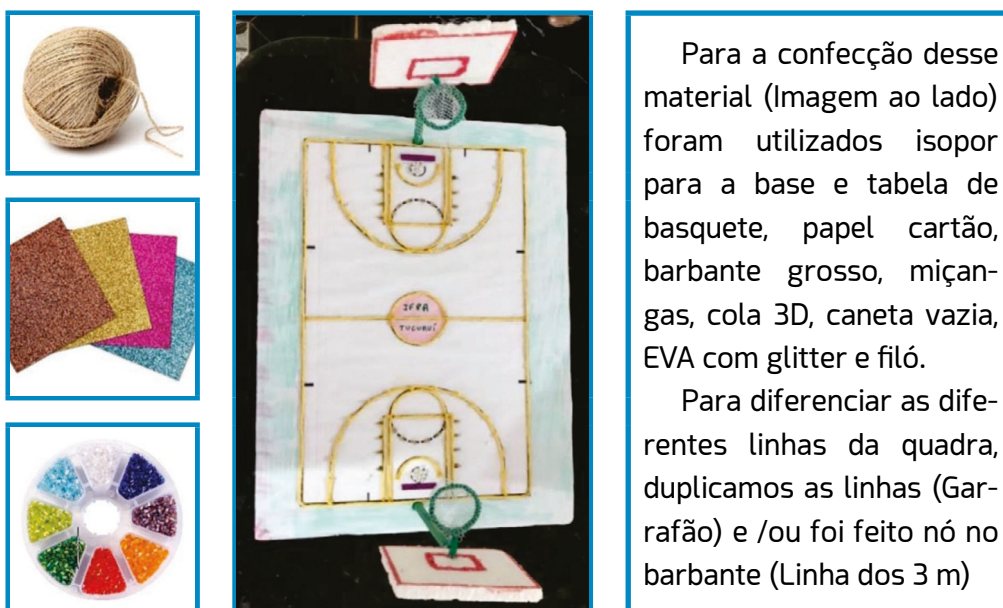 IFPA
TUCURUÍ
Para a confecção desse
material (Imagem ao lado)
foram utilizados isopor
para a base e tabela de
basquete, papel cartão,
barbante grosso, miçan-
gas, cola 3D, caneta vazia,
EVA com glitter e filó.
Para diferenciar as dife-
rentes linhas da quadra,
duplicamos as linhas (Gar-
rafão) e /ou foi feito nó no
barbante (Linha dos 3 m)